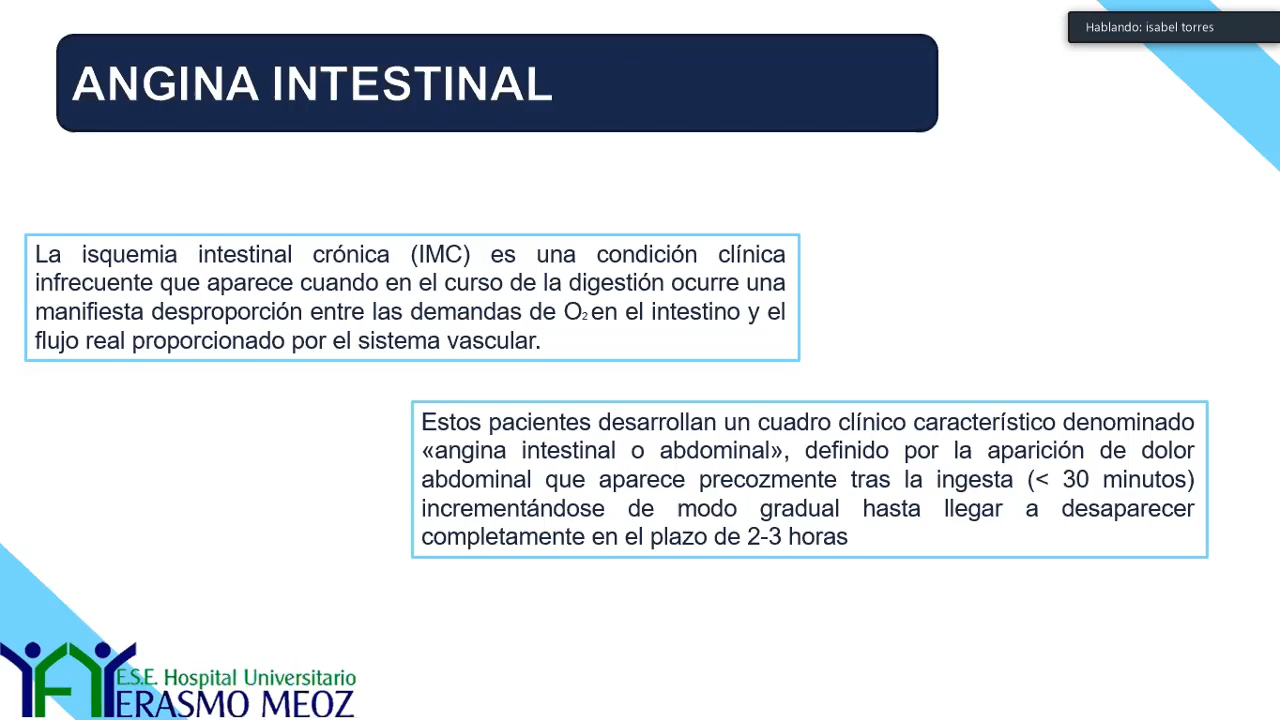 Hablando: isabel torres
ANGINA INTESTINAL
La isquemia intestinal crónica (IMC) es una condición clínica
infrecuente que aparece cuando en el curso de la digestión ocurre una
manifiesta desproporción entre las demandas de O₂ en el intestino y el
flujo real proporcionado por el sistema vascular.
Estos pacientes desarrollan un cuadro clínico característico denominado
«angina intestinal o abdominal», definido por la aparición de dolor
abdominal que aparece precozmente tras la ingesta (< 30 minutos)
incrementándose de modo gradual hasta llegar a desaparecer
completamente en el plazo de 2-3 horas
E.S.E. Hospital Universitario
ERASMO MEOZ